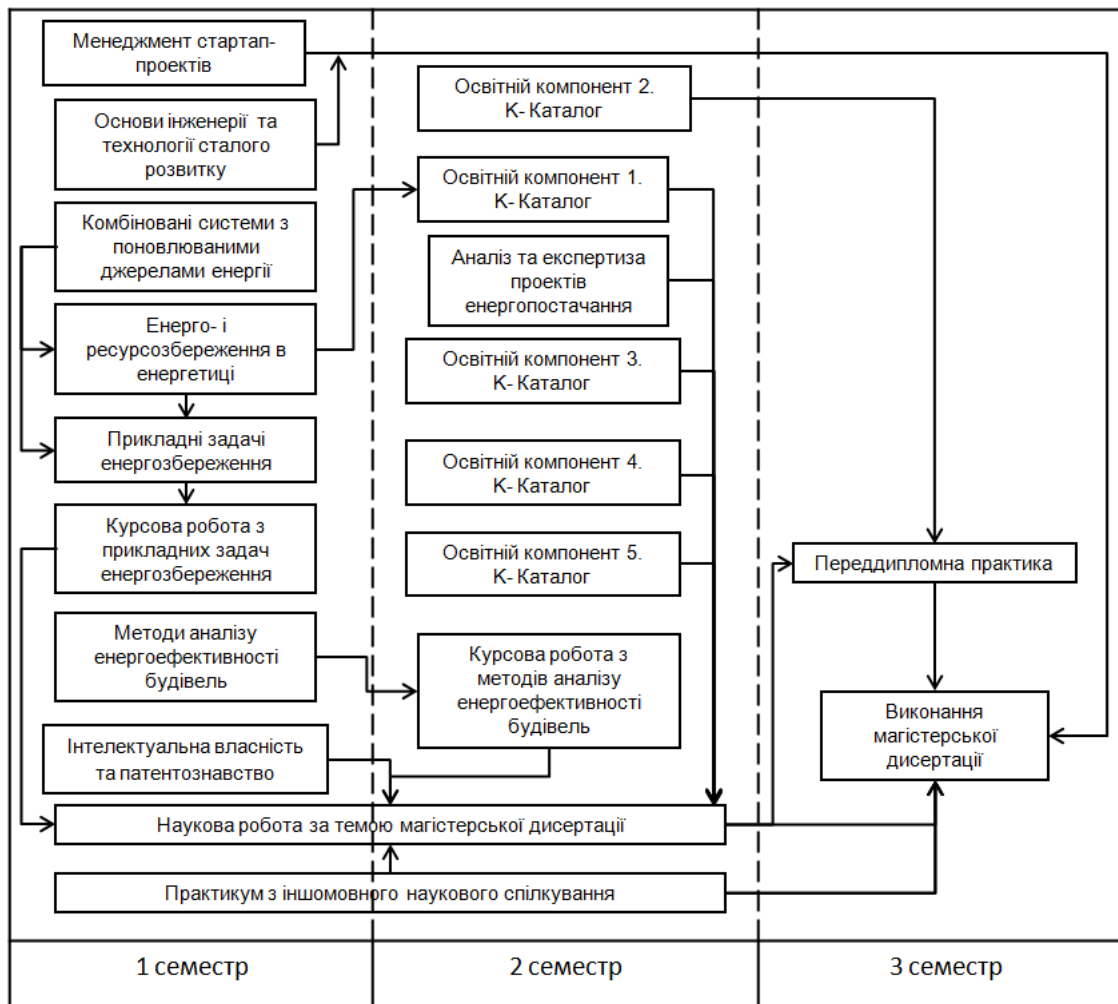 Менеджмент стартап-
проектів
Основи інженерії та
технології сталого
розвитку
Комбіновані системи з
поновлюваними
джерелами енергії
Енерго- і
ресурсозбереження в
енергетиці
Прикладні задачі
енергозбереження
Курсова робота з
прикладних задач
енергозбереження
Методи аналізу
енергоефективності
будівель
Інтелектуальна власність
та патентознавство
Освітній компонент 2.
К- Каталог
Освітній компонент 1.
К- Каталог
Аналіз та експертиза
проектів
енергопостачання
Освітній компонент 3.
К- Каталог
Освітній компонент 4.
К- Каталог
Освітній компонент 5.
К- Каталог
Курсова робота з
методів аналізу
енергоефективності
будівель
Наукова робота за темою магістерської дисертації
Практикум з іншомовного наукового спілкування
Переддипломна практика
Виконання
магістерської
дисертації
1 семестр
2 семестр
3 семестр